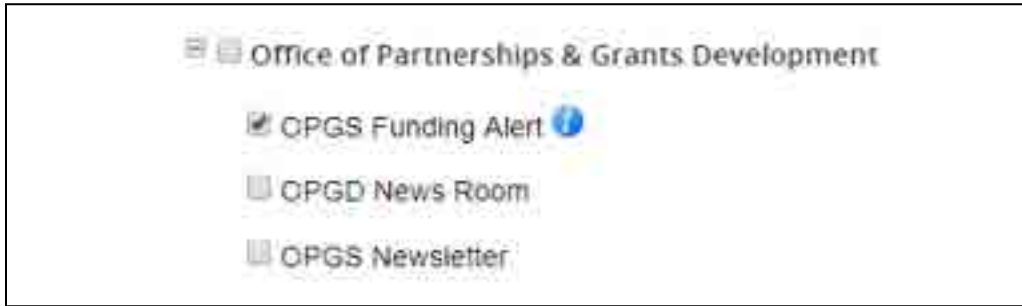 Office of Partnerships & Grants Development
OPGS Funding Alert
OPGD News Room
OPGS Newsletter